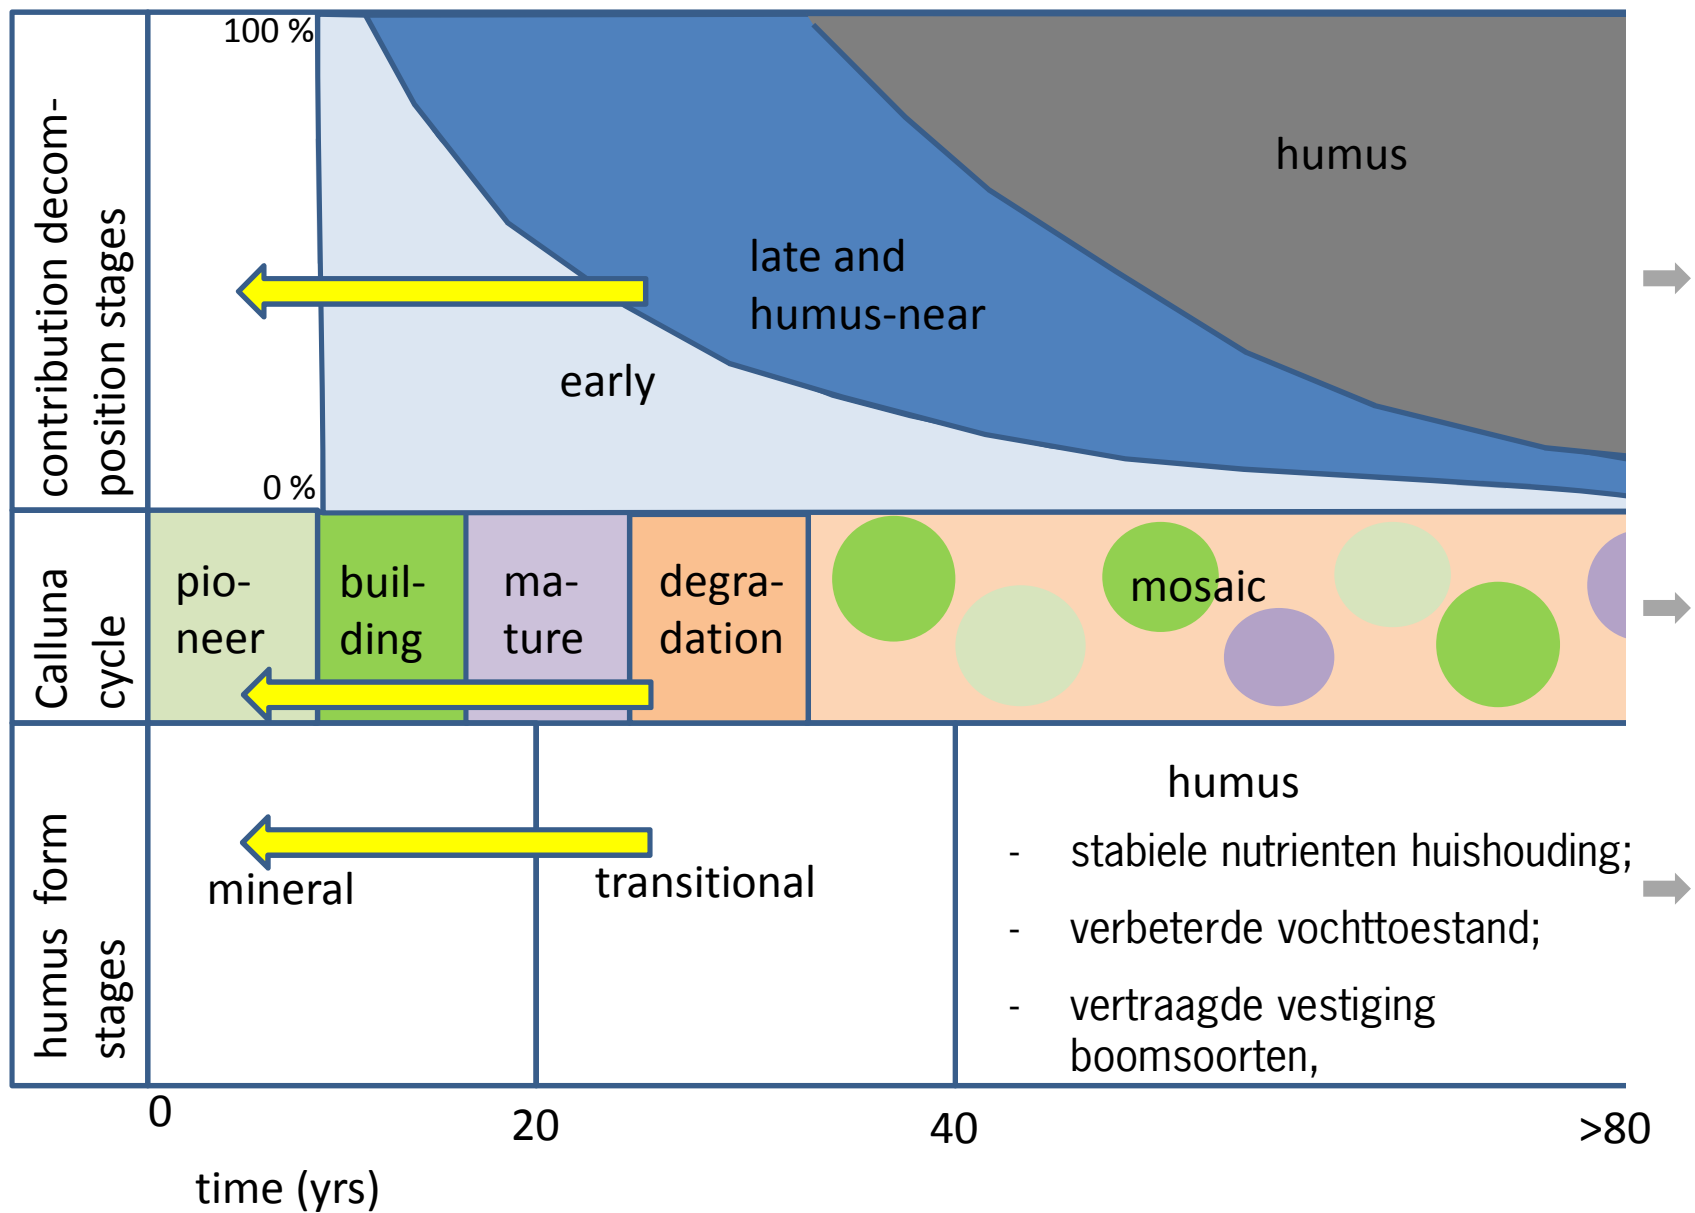 contribution decom-
position stages
100 %
0 %
humus
late and
humus-near
early
Calluna
cycle
pio-
neer
buil-
ding
ma-
ture
degra-
dation
mosaic
humus form
stages
mineral
transitional
humus
- stabiele nutrienten huishouding;
- verbeterde vochttoestand;
- vertraagde vestiging
boomsoorten,
0
20
40
>80
time (yrs)